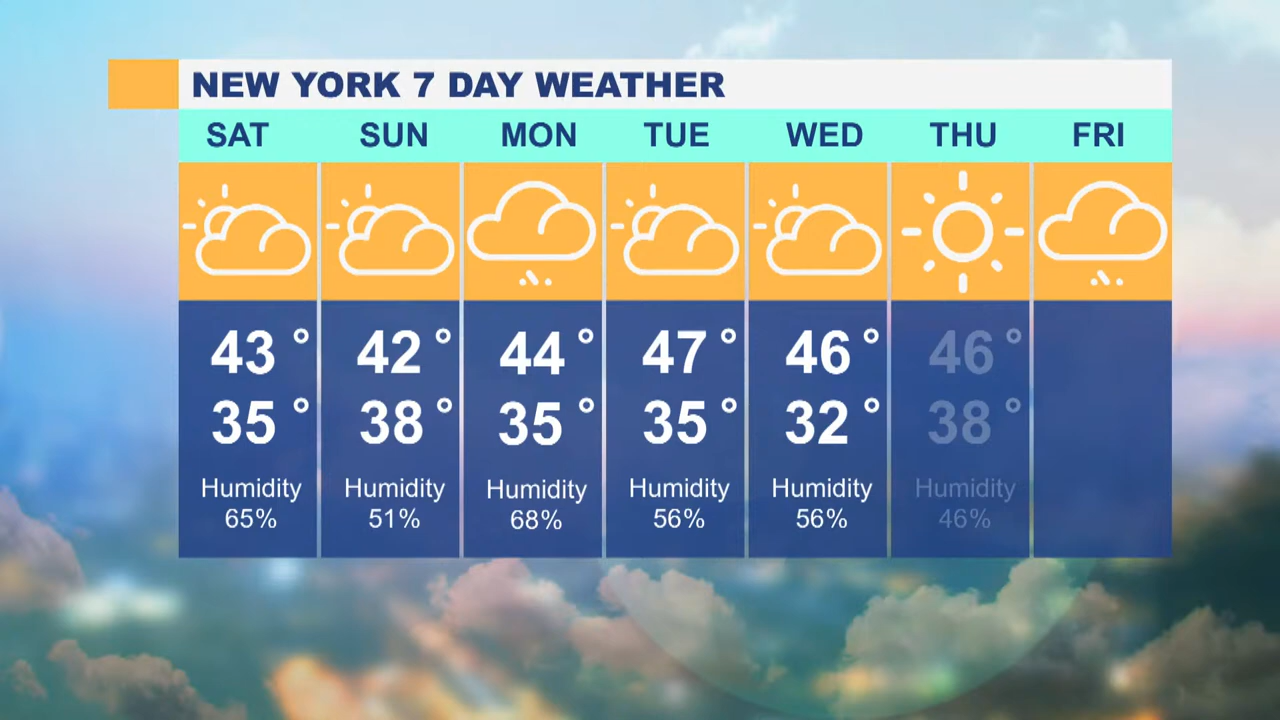 NEW YORK 7 DAY WEATHER
SAT SUN MON TUE WED THU FRI
43° 42° 44° 47° 46° 46°
35° 38° 35° 35° 32° 38°
Humidity Humidity Humidity Humidity Humidity Humidity
65% 51% 68% 56% 56% 46%